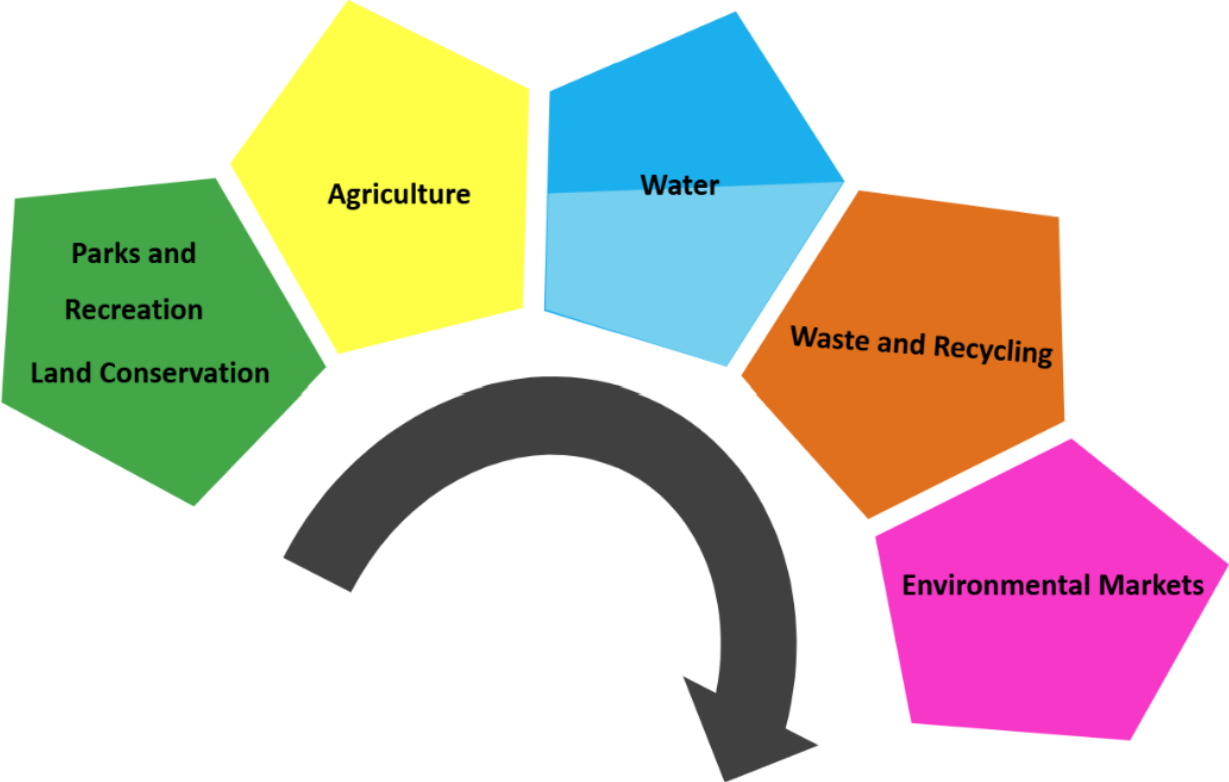 Parks and
Recreation
Land Conservation
Agriculture
Water
Waste and Recycling
Environmental Markets